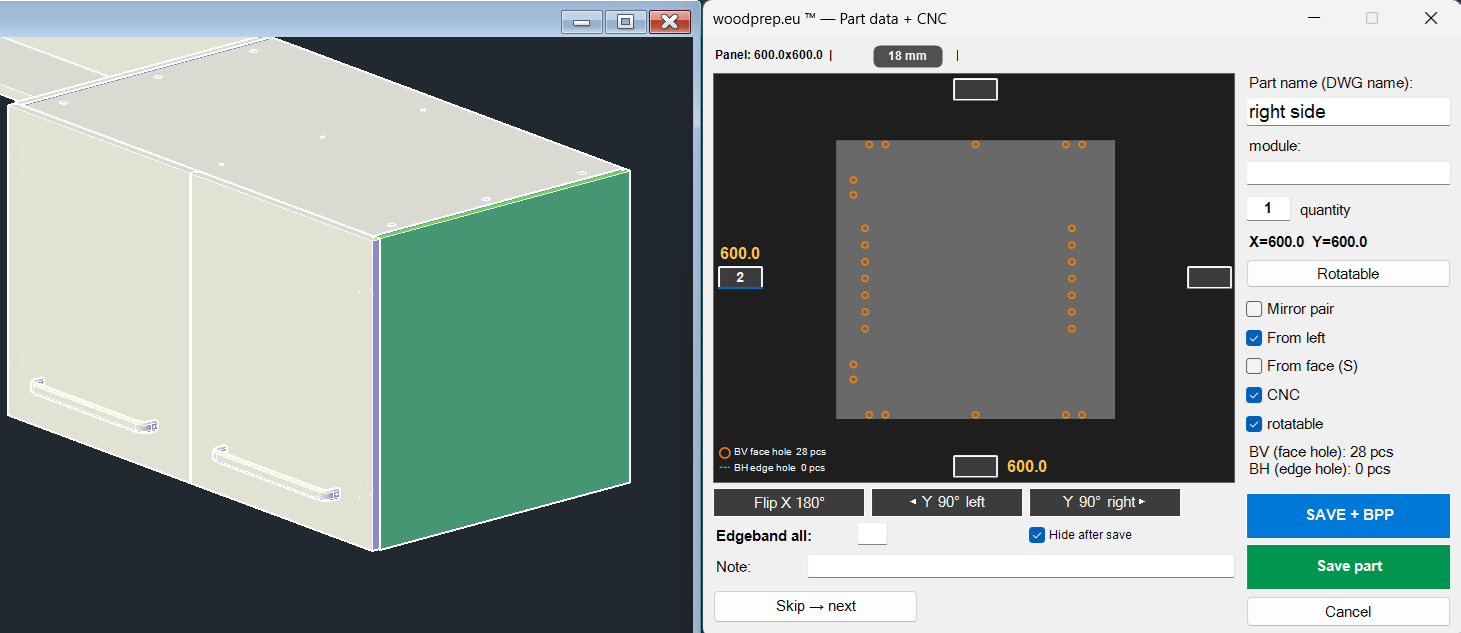 woodprep.eu ™ — Part data + CNC
Panel: 600.0x600.0 |
18 mm
|
Part name (DWG name):
right side
module:
1 quantity
X=600.0 Y=600.0
Rotatable
Mirror pair
From left
From face (S)
CNC
rotatable
BV (face hole): 28 pcs
BH (edge hole): 0 pcs
600.0
2
BV face hole 28 pcs
BH edge hole 0 pcs
600.0
Flip X 180°
◂ Y 90° left
Y 90° right ▸
SAVE + BPP
Edgeband all:
Hide after save
Note:
Save part
Skip → next
Cancel